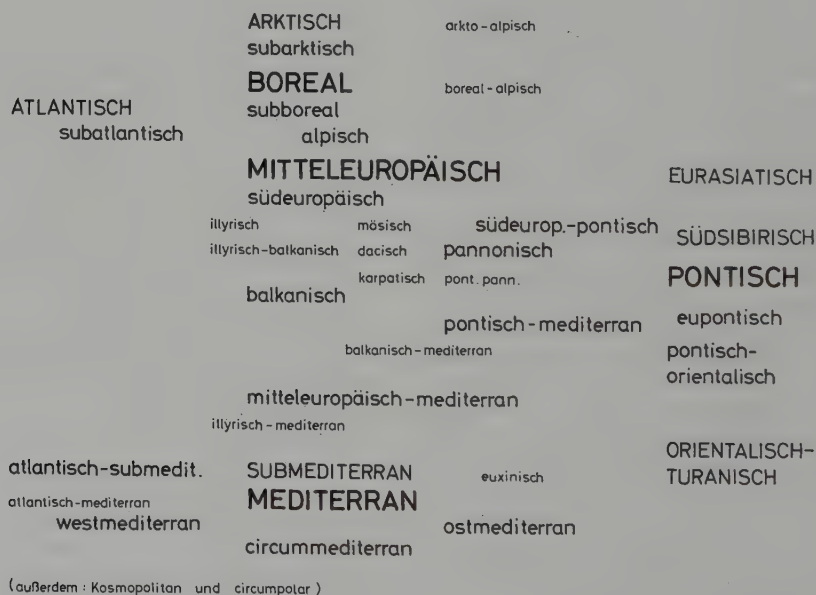 ARKTISCH arkto-alpisch
subarktisch
BOREAL boreal-alpisch
ATLANTISCH subboreal
subatlantisch alpisch
MITTELEUROPÄISCH EURASIATISCH
südeuropäisch
illyrisch mösisch südeurop.-pontisch SÜDSIBIRISCH
illyrisch-balkanisch dacisch pannonisch
karpatisch pont. pann. PONTISCH
balkanisch
pontisch-mediterran eupontisch
balkanisch-mediterran pontisch-
orientalisch
mitteleuropäisch-mediterran
illyrisch-mediterran
ORIENTALISCH-
atlantisch-submedit. SUBMEDITERRAN euxinisch TURANISCH
atlantisch-mediterran MEDITERRAN
westmediterran ostmediterran
circummediterran
(außerdem : Kosmopolitan und circumpolar)